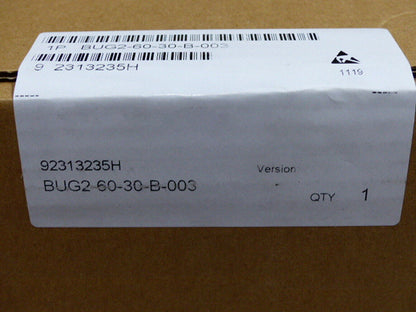 1P BUG2-60-30-B-003
9 2313235H
1119
92313235H
Version
BUG2-60-30-B-003
QTY 1